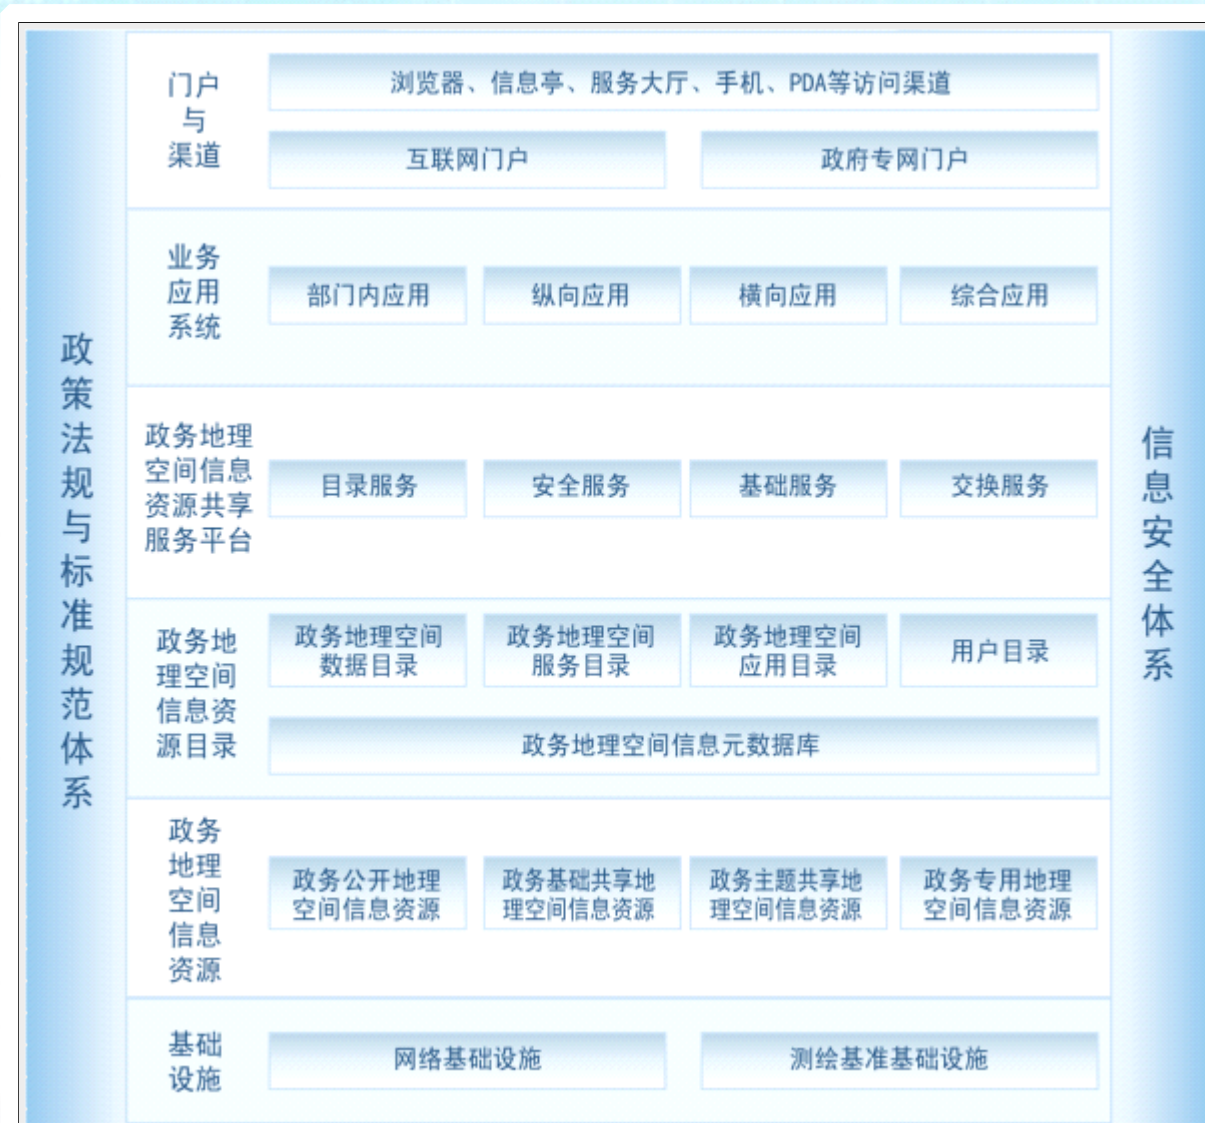 政策法规与标准规范体系
门户
与
渠道
浏览器、信息亭、服务大厅、手机、PDA等访问渠道
互联网门户
政府专网门户
业务
应用
系统
部门内应用
纵向应用
横向应用
综合应用
政务地理
空间信息
资源共享
服务平台
目录服务
安全服务
基础服务
交换服务
政务地
理空间
信息资
源目录
政务地理空间
数据目录
政务地理空间
服务目录
政务地理空间
应用目录
用户目录
政务地理空间信息元数据库
政务
地理
空间
信息
资源
政务公开地理
空间信息资源
政务基础共享地
理空间信息资源
政务主题共享地
理空间信息资源
政务专用地理
空间信息资源
基础
设施
网络基础设施
测绘基准基础设施
信息安全体系